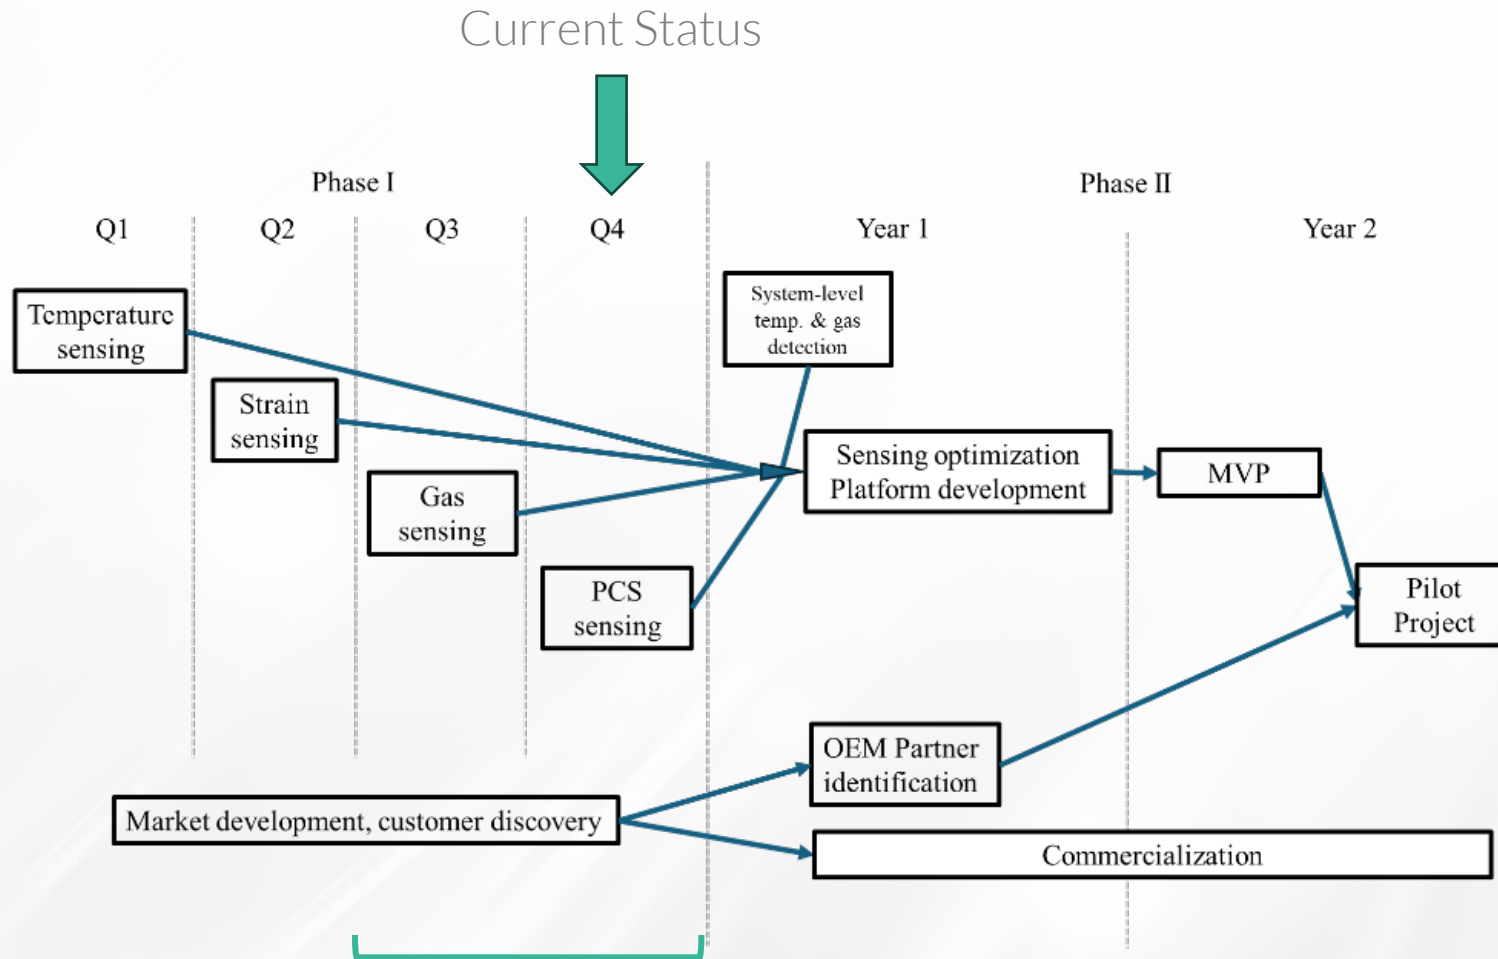 Current Status
Phase I
Phase II
Q1
Q2
Q3
Q4
Year 1
Year 2
Temperature
sensing
Strain
sensing
Gas
sensing
PCS
sensing
System-level
temp. & gas
detection
Sensing optimization
Platform development
MVP
Pilot
Project
OEM Partner
identification
Market development, customer discovery
Commercialization